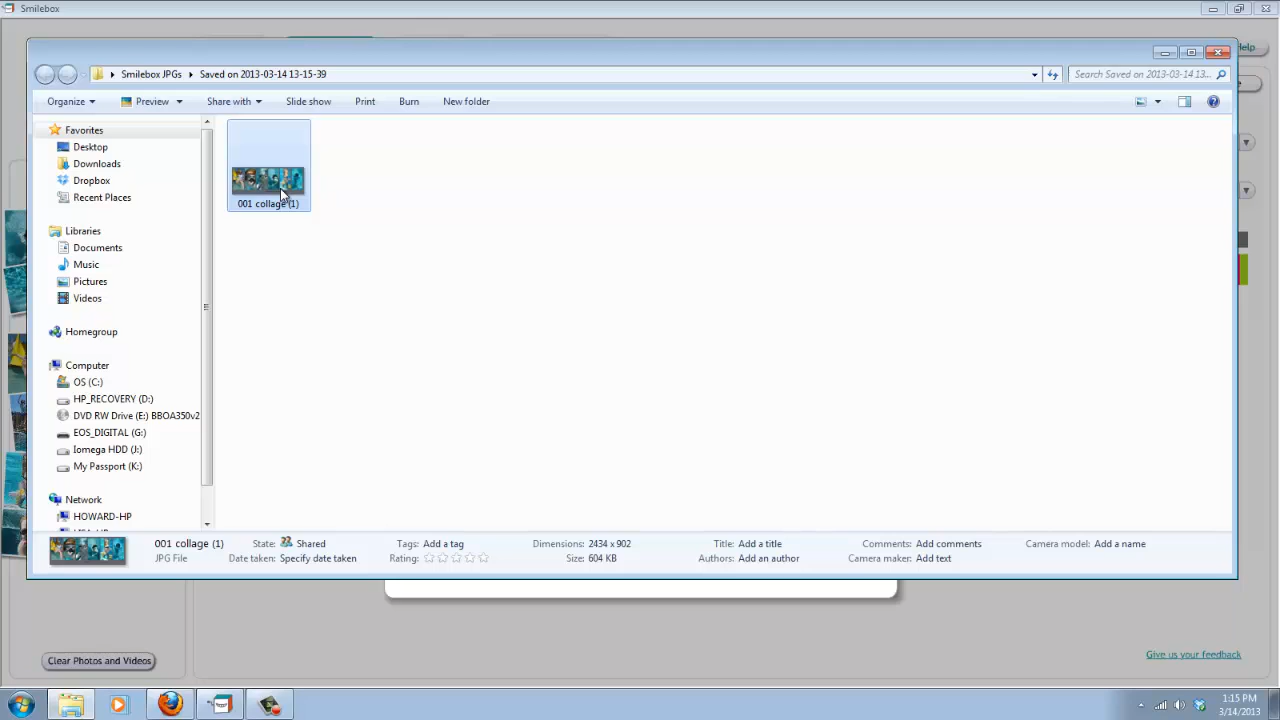 Smilebox
Help
Smilebox JPGs
Saved on 2013-03-14 13-15-39
Search Saved on 2013-03-14 13...
Organize
Preview
Share with
Slide show
Print
Burn
New folder
Favorites
Desktop
Downloads
Dropbox
Recent Places
Libraries
Documents
Music
Pictures
Videos
Homegroup
Computer
OS (C:)
HP_RECOVERY (D:)
DVD RW Drive (E:) BBOA350v2
EOS_DIGITAL (G:)
Iomega HDD (J:)
My Passport (K:)
Network
HOWARD-HP
001 collage (1)
001 collage (1)
State: Shared
Tags: Add a tag
Dimensions: 2434 x 902
Title: Add a title
Comments: Add comments
Camera model: Add a name
JPG File
Date taken: Specify date taken
Rating:
Size: 604 KB
Authors: Add an author
Camera maker: Add text
Clear Photos and Videos
Give us your feedback
1:15 PM
3/14/2013